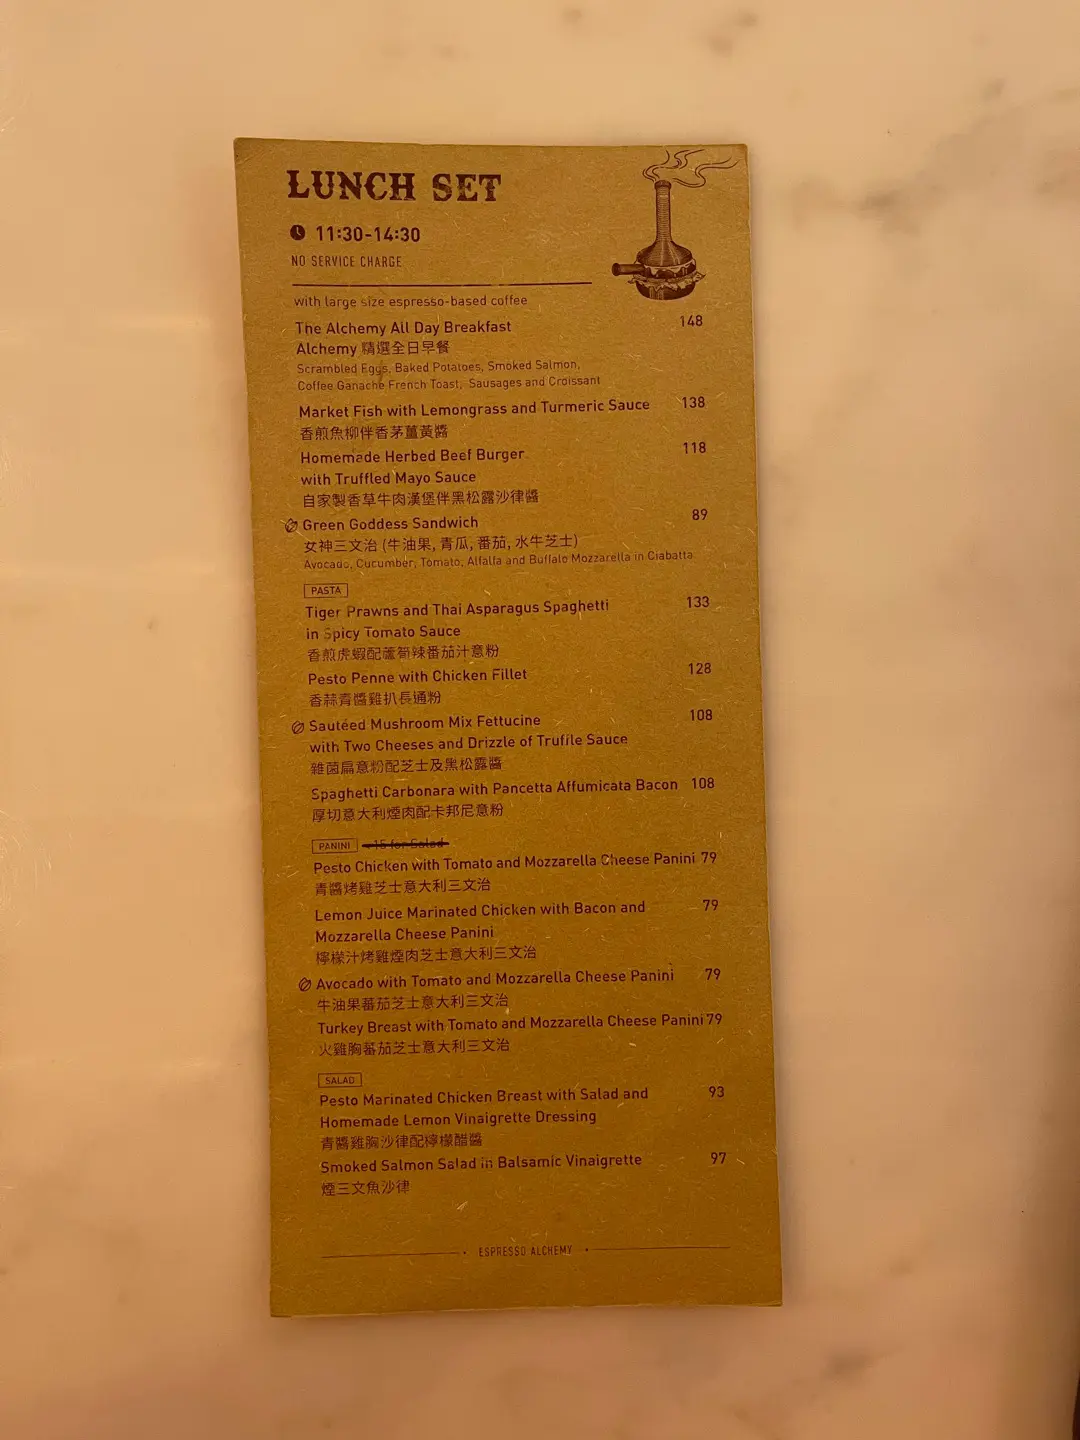 LUNCH SET
11:30-14:30
NO SERVICE CHARGE
with large size espresso-based coffee
The Alchemy All Day Breakfast 148
Alchemy 精選全日早餐
Scrambled Eggs, Baked Potatoes, Smoked Salmon,
Coffee Ganache French Toast, Sausages and Croissant
Market Fish with Lemongrass and Turmeric Sauce 138
香煎魚柳伴香茅薑黃醬
Homemade Herbed Beef Burger 118
with Truffled Mayo Sauce
自家製香草牛肉漢堡伴黑松露沙律醬
Green Goddess Sandwich 89
女神三文治 (牛油果, 青瓜, 番茄, 水牛芝士)
Avocado, Cucumber, Tomato, Alfalfa and Buffalo Mozzarella in Ciabatta
PASTA
Tiger Prawns and Thai Asparagus Spaghetti 133
in Spicy Tomato Sauce
香煎虎蝦配蘆筍辣番茄汁意粉
Pesto Penne with Chicken Fillet 128
香蒜青醬雞扒長通粉
Sautéed Mushroom Mix Fettucine 108
with Two Cheeses and Drizzle of Truffle Sauce
雜菌扁意粉配芝士及黑松露醬
Spaghetti Carbonara with Pancetta Affumicata Bacon 108
厚切意大利煙肉配卡邦尼意粉
PANINI +15 for Salad
Pesto Chicken with Tomato and Mozzarella Cheese Panini 79
青醬烤雞芝士意大利三文治
Lemon Juice Marinated Chicken with Bacon and 79
Mozzarella Cheese Panini
檸檬汁烤雞煙肉芝士意大利三文治
Avocado with Tomato and Mozzarella Cheese Panini 79
牛油果蕃茄芝士意大利三文治
Turkey Breast with Tomato and Mozzarella Cheese Panini 79
火雞胸蕃茄芝士意大利三文治
SALAD
Pesto Marinated Chicken Breast with Salad and 93
Homemade Lemon Vinaigrette Dressing
青醬雞胸沙律配檸檬醋醬
Smoked Salmon Salad in Balsamic Vinaigrette 97
煙三文魚沙律
ESPRESSO ALCHEMY